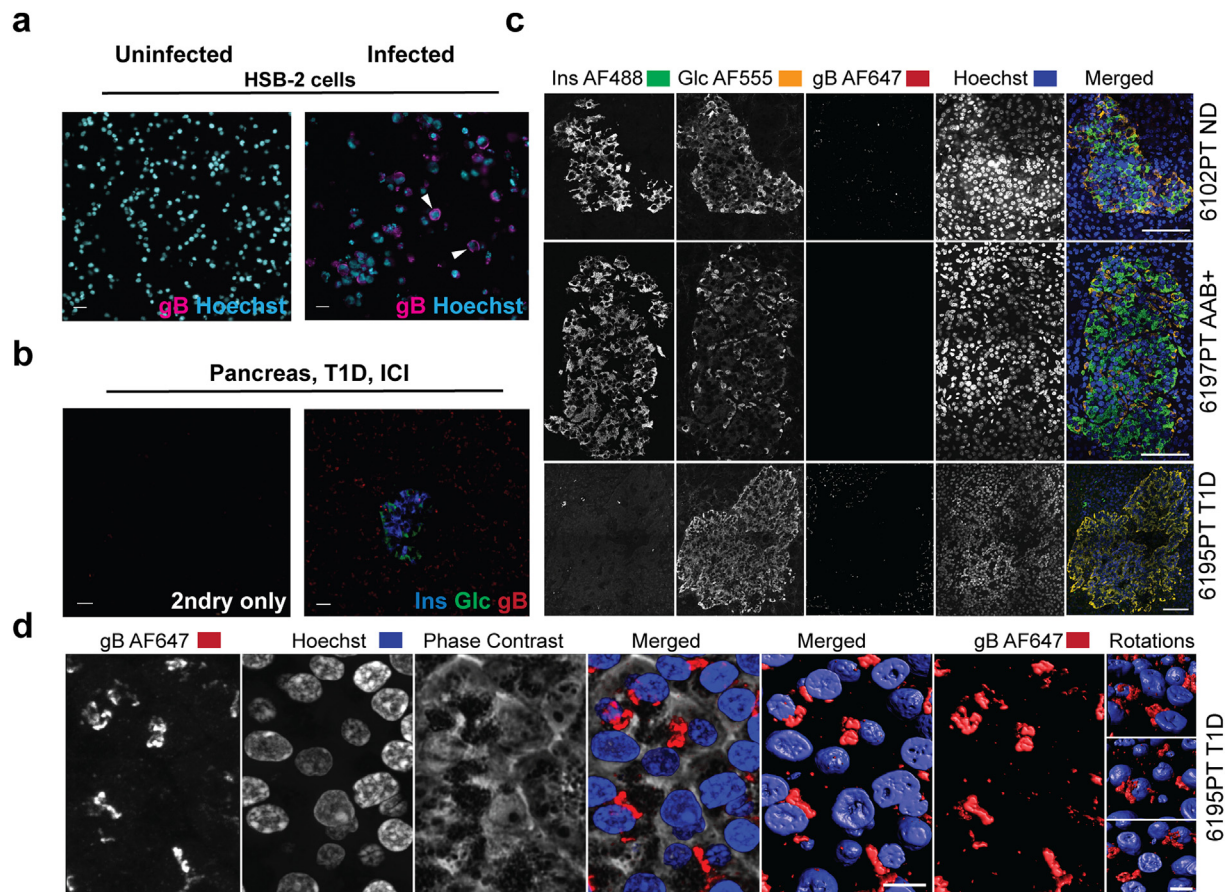 a
Uninfected Infected
HSB-2 cells
gB Hoechst
gB Hoechst
b
Pancreas, T1D, ICI
2ndry only
Ins Glc gB
c
Ins AF488 Glc AF555 gB AF647 Hoechst Merged
6102PT ND
6197PT AAB+
6195PT T1D
d
gB AF647 Hoechst Phase Contrast Merged Merged gB AF647 Rotations
6195PT T1D